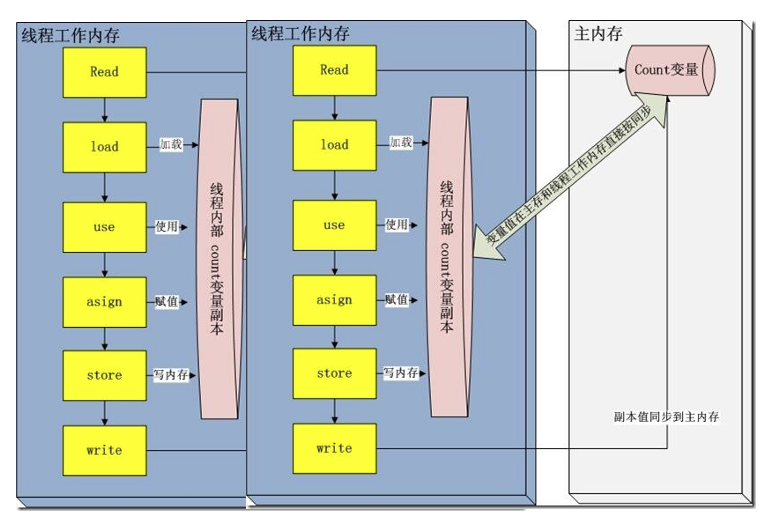 线程工作内存
Read
load
加载
use
使用
asign
赋值
store
写内存
write
线程内部 count变量副本
线程工作内存
Read
load
加载
use
使用
asign
赋值
store
写内存
write
线程内部 count变量副本
主内存
Count变量
变量值在主存和线程工作内存直接按同步
副本值同步到主内存